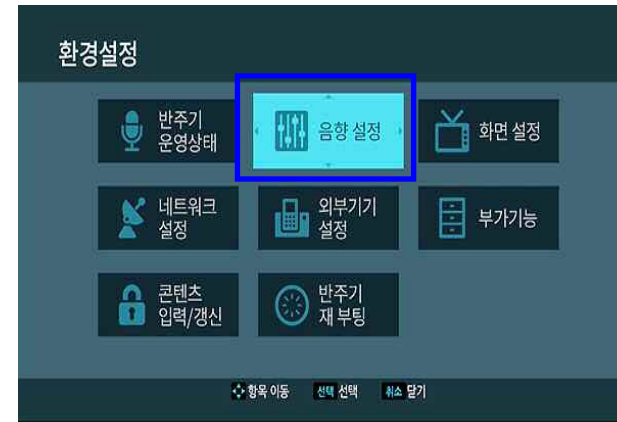 환경설정
반주기
운영상태
음향 설정
화면 설정
네트워크
설정
외부기기
설정
부가기능
콘텐츠
입력/갱신
반주기
재 부팅
항목 이동 선택 선택 취소 닫기